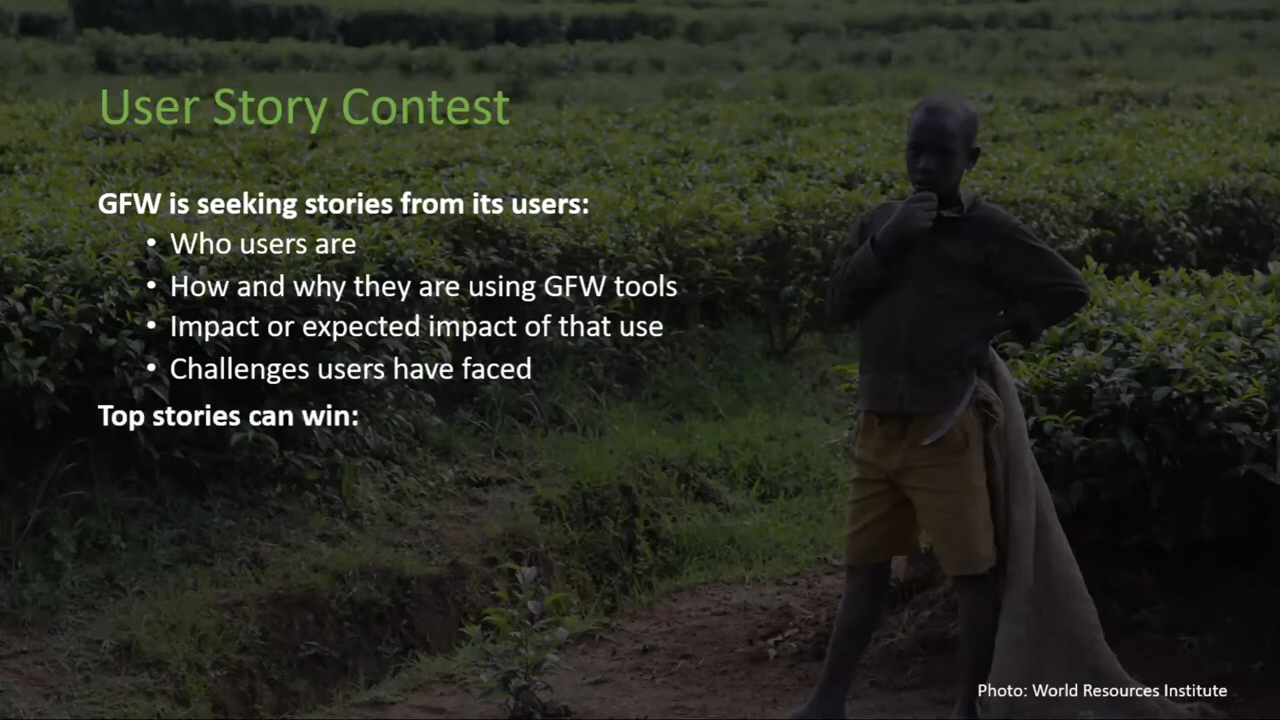 User Story Contest
GFW is seeking stories from its users:
• Who users are
• How and why they are using GFW tools
• Impact or expected impact of that use
• Challenges users have faced
Top stories can win:
Photo: World Resources Institute